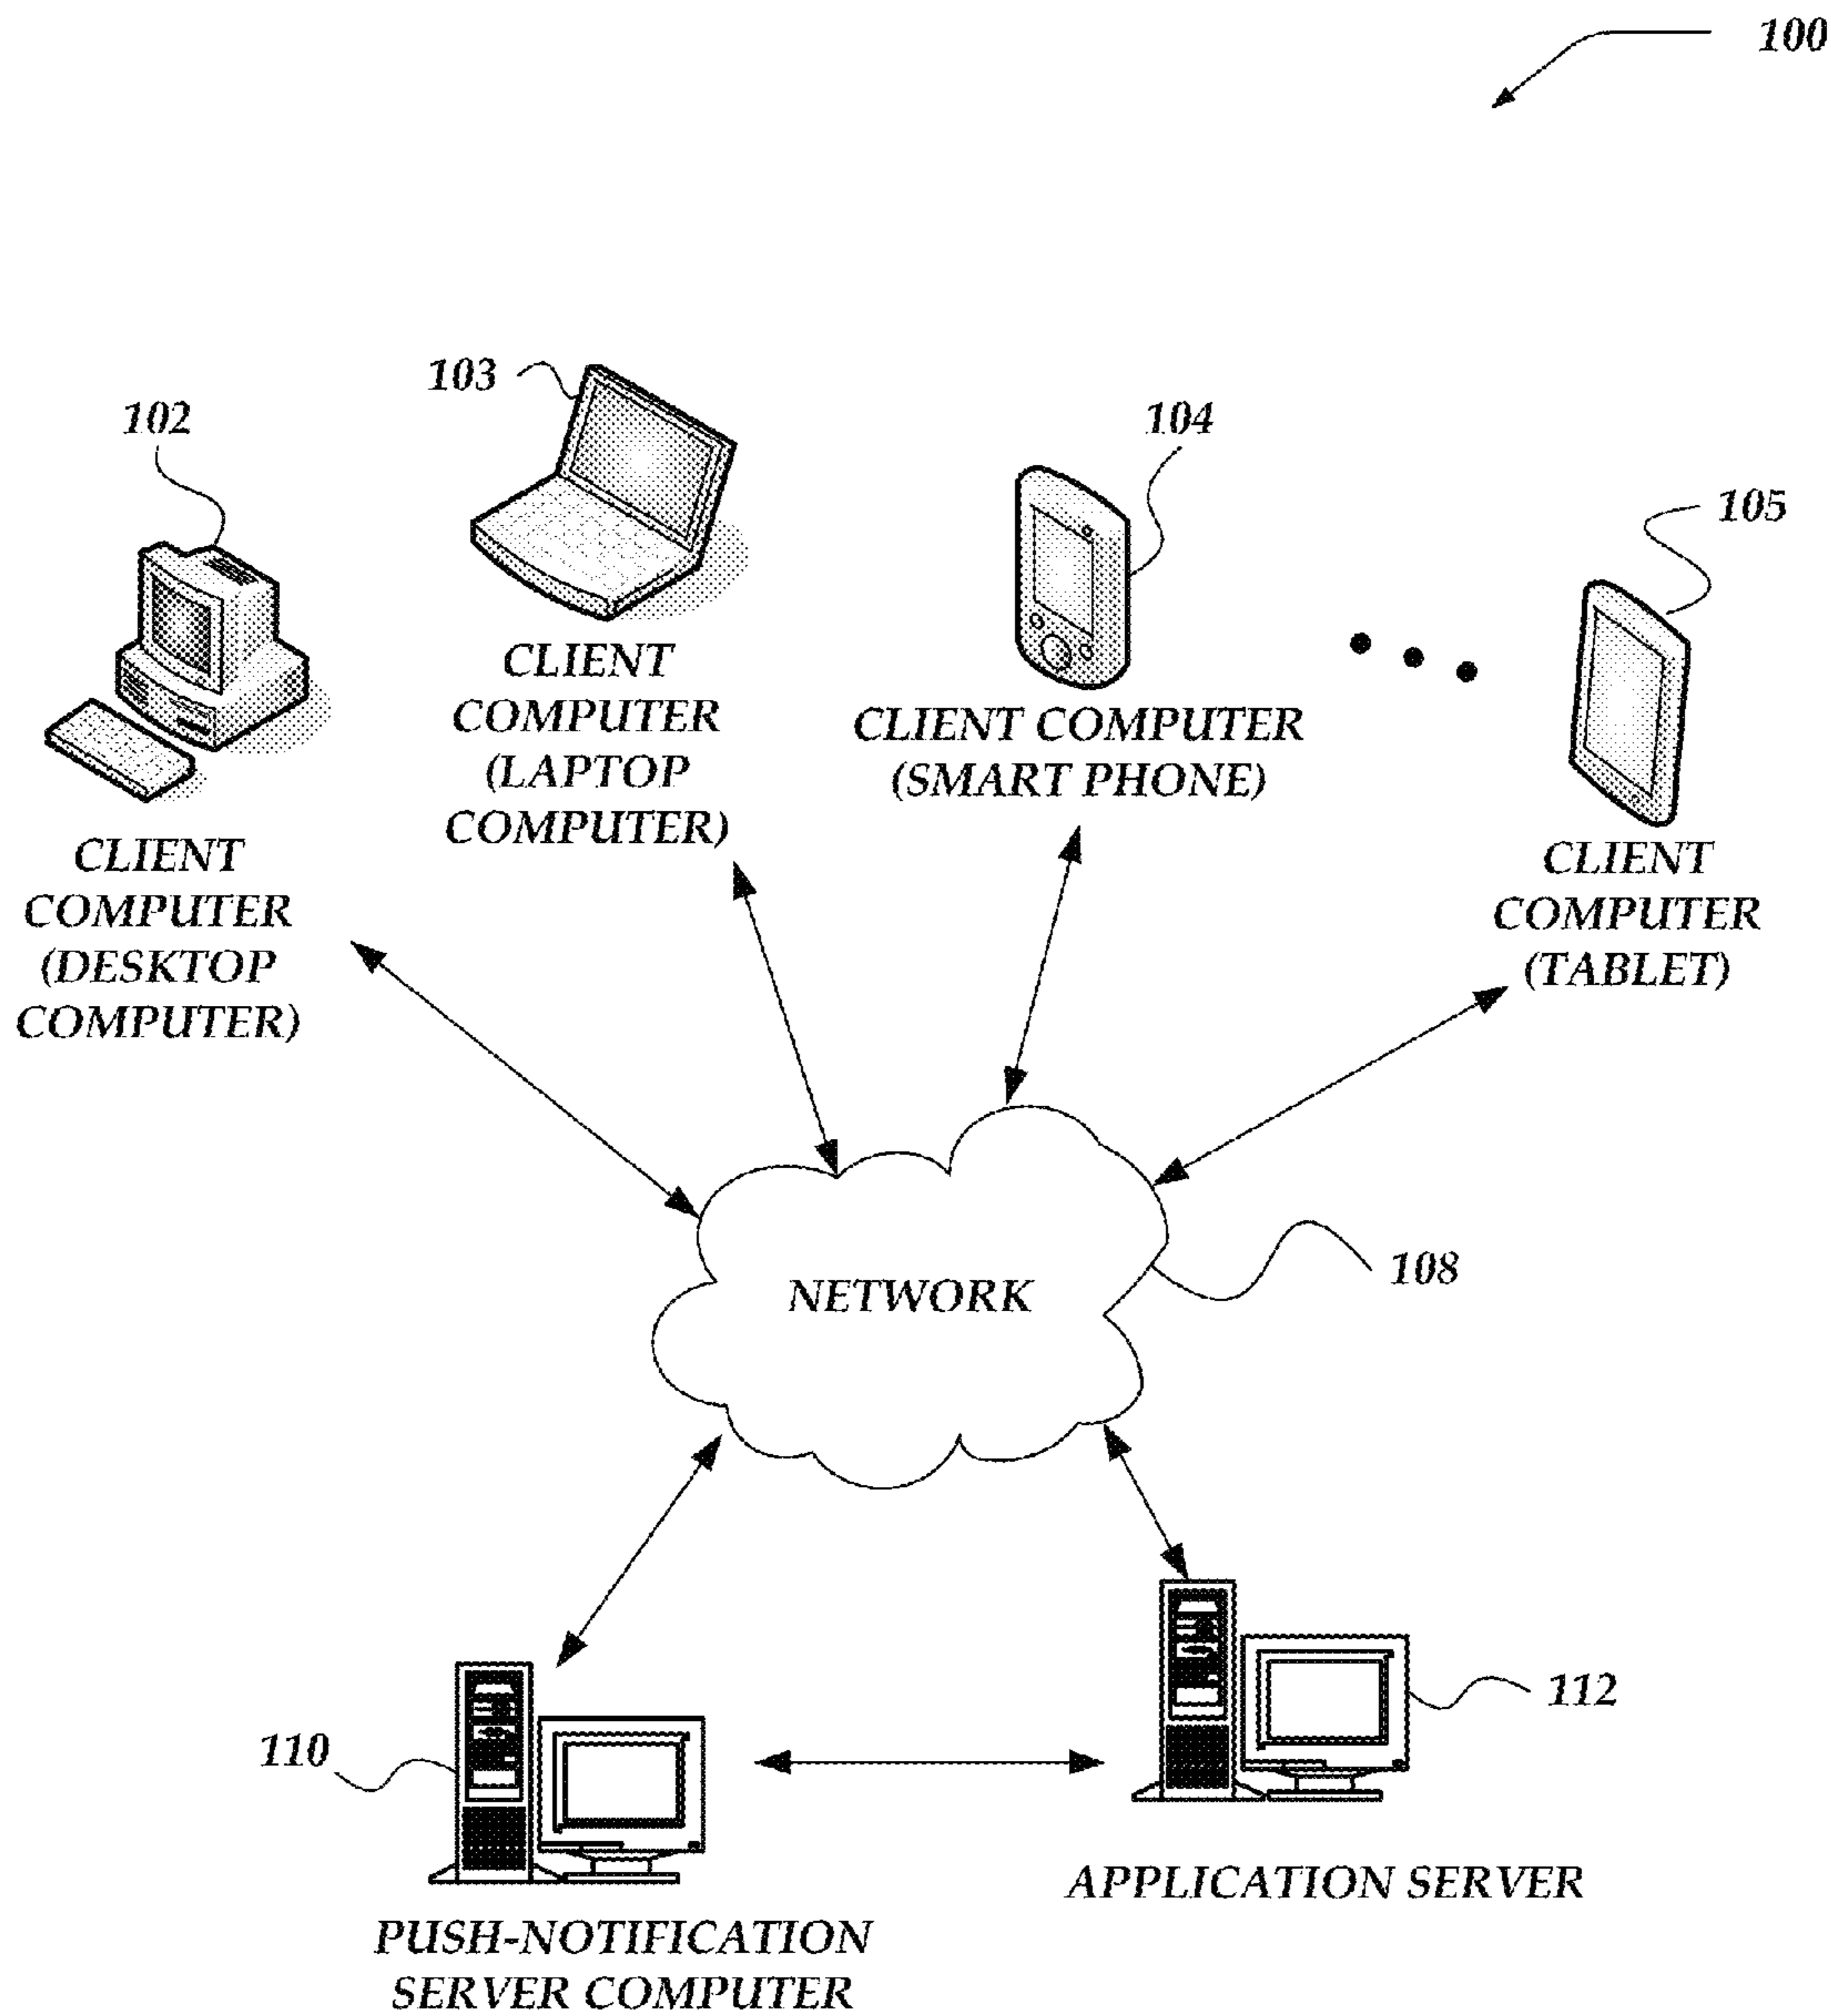 100
103
102
104
105
CLIENT
COMPUTER
(LAPTOP
COMPUTER)
CLIENT COMPUTER
(SMART PHONE)
CLIENT
COMPUTER
(DESKTOP
COMPUTER)
CLIENT
COMPUTER
(TABLET)
NETWORK
108
110
112
APPLICATION SERVER
PUSH-NOTIFICATION
SERVER COMPUTER